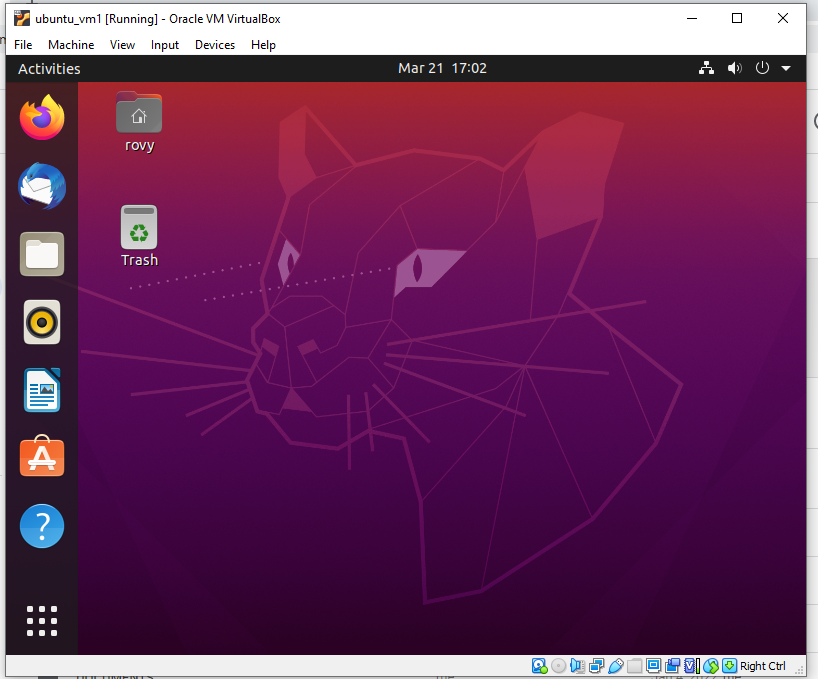 ubuntu_vm1 [Running] - Oracle VM VirtualBox
File Machine View Input Devices Help
Activities
Mar 21 17:02
rovy
Trash
?
Right Ctrl